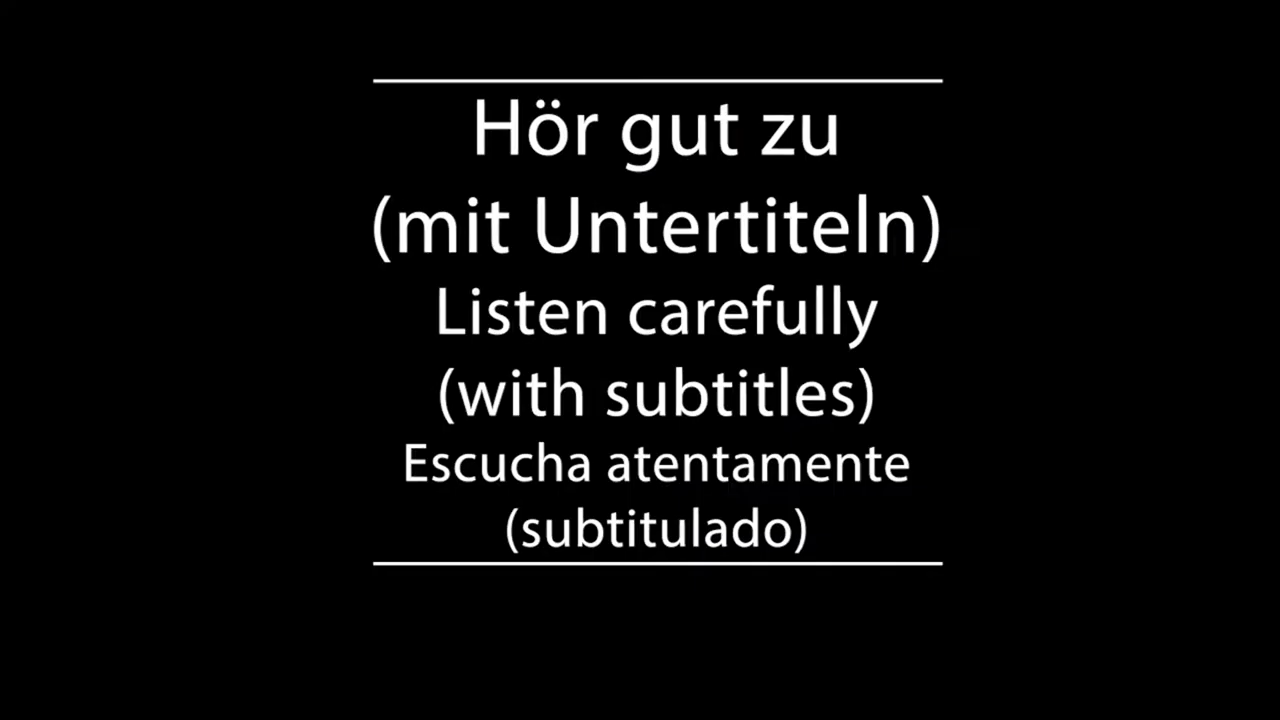 Hör gut zu
(mit Untertiteln)
Listen carefully
(with subtitles)
Escucha atentamente
(subtitulado)